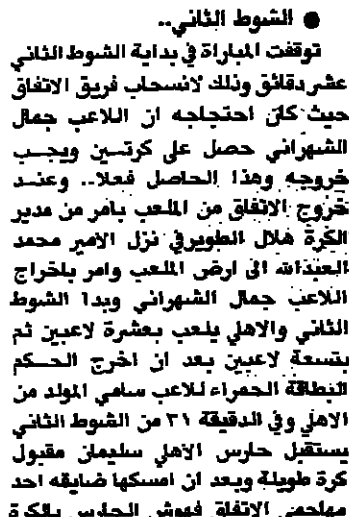 ● الشوط الثاني..
توقفت المباراة في بداية الشوط الثاني
عشر دقائق وذلك لانسحاب فريق الاتفاق
حيث كان احتجاجه ان اللاعب جمال
الشهراني حصل على كرتين ويجب
خروجه وهذا الحاصل فعلا.. وعند
خروج الاتفاق من الملعب بامر من مدير
الكرة هلال الطويرقي نزل الامير محمد
العبدالله الى ارض الملعب وامر باخراج
اللاعب جمال الشهراني وبدا الشوط
الثاني والاهلي يلعب بعشرة لاعبين ثم
بتسعة لاعبين بعد ان اخرج الحكم
البطاقة الحمراء للاعب سامي المولد من
الاهلي وفي الدقيقة ٣١ من الشوط الثاني
يستقبل حارس الاهلي سليمان مقبول
كرة طويلة وبعد ان امسكها ضايقه احد
مهاجمي الاتفاق فهوش الحارس بالكرة